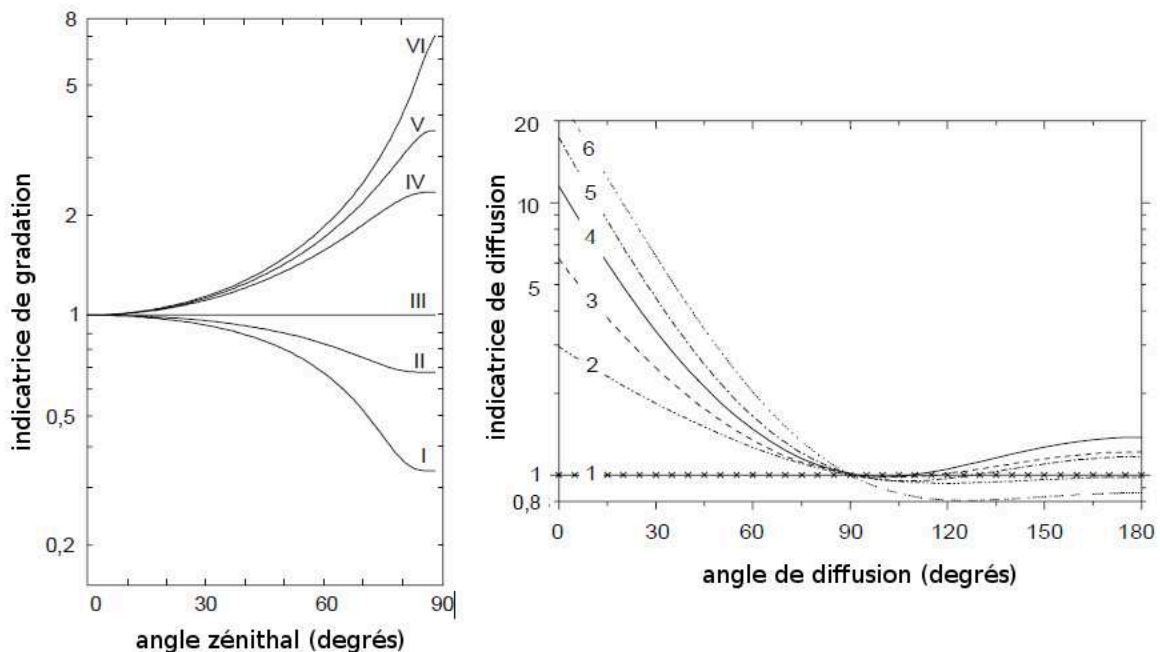 8
5
2
1
0,5
0,2
VI
V
IV
III
II
I
0
30
60
90
indicatrice de gradation
angle zénithal (degrés)
20
10
5
1
0,8
6
5
4
3
2
1
0
30
60
90
120
150
180
indicatrice de diffusion
angle de diffusion (degrés)